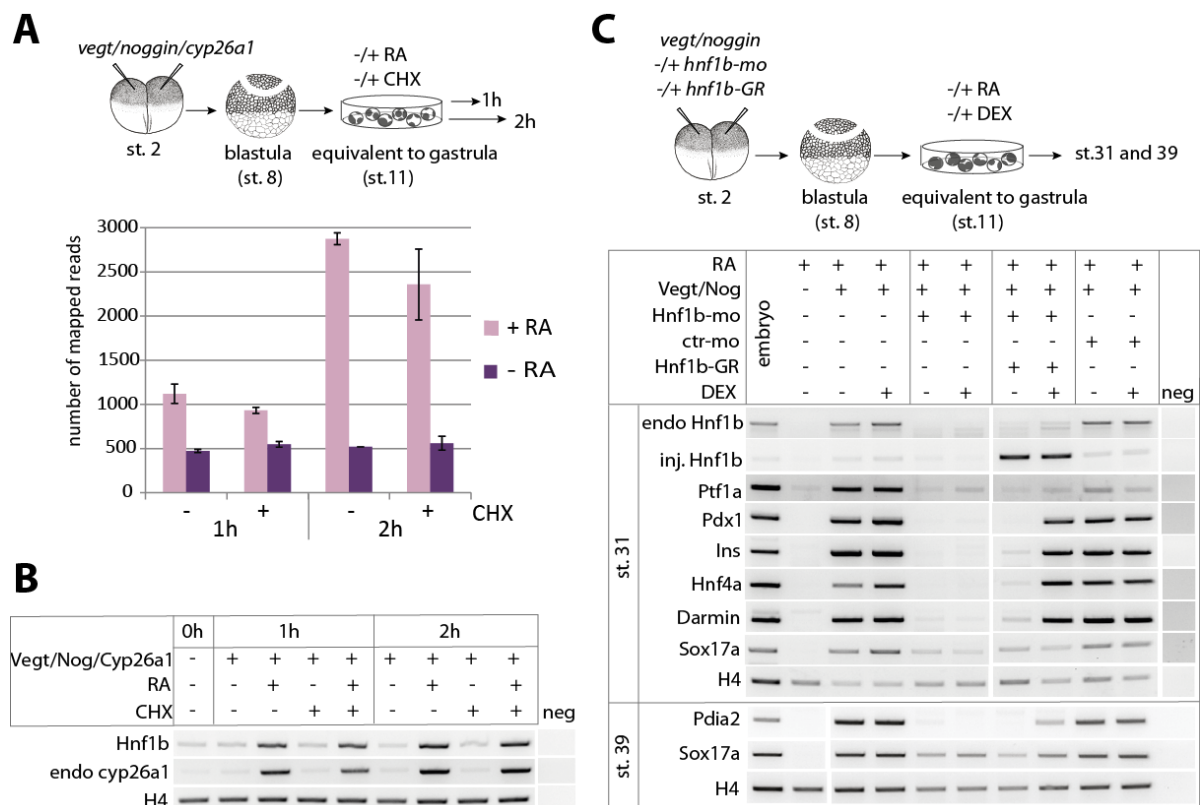 A
vegt/noggin/cyp26a1
-/+ RA
-/+ CHX
1h
2h
st. 2
blastula
(st. 8)
equivalent to gastrula
(st.11)
number of mapped reads
3000
2500
2000
1500
1000
500
0
+ RA
- RA
- + - + CHX
1h 2h
B
0h 1h 2h
Vegt/Nog/Cyp26a1 - + + + + + + + +
RA - - + - + - + - +
CHX - - - + + - - + + neg
Hnf1b
endo cyp26a1
H4
C
vegt/noggin
-/+ hnf1b-mo
-/+ hnf1b-GR
-/+ RA
-/+ DEX
st.31 and 39
st. 2
blastula
(st. 8)
equivalent to gastrula
(st.11)
embryo
RA + + + + + + + + +
Vegt/Nog - + + + + + + + +
Hnf1b-mo - - - + + + + - -
ctr-mo - - - - - - - + +
Hnf1b-GR - - - - - + + - -
DEX - - + - + - + - +
neg
st. 31
endo Hnf1b
inj. Hnf1b
Ptf1a
Pdx1
Ins
Hnf4a
Darmin
Sox17a
H4
st. 39
Pdia2
Sox17a
H4